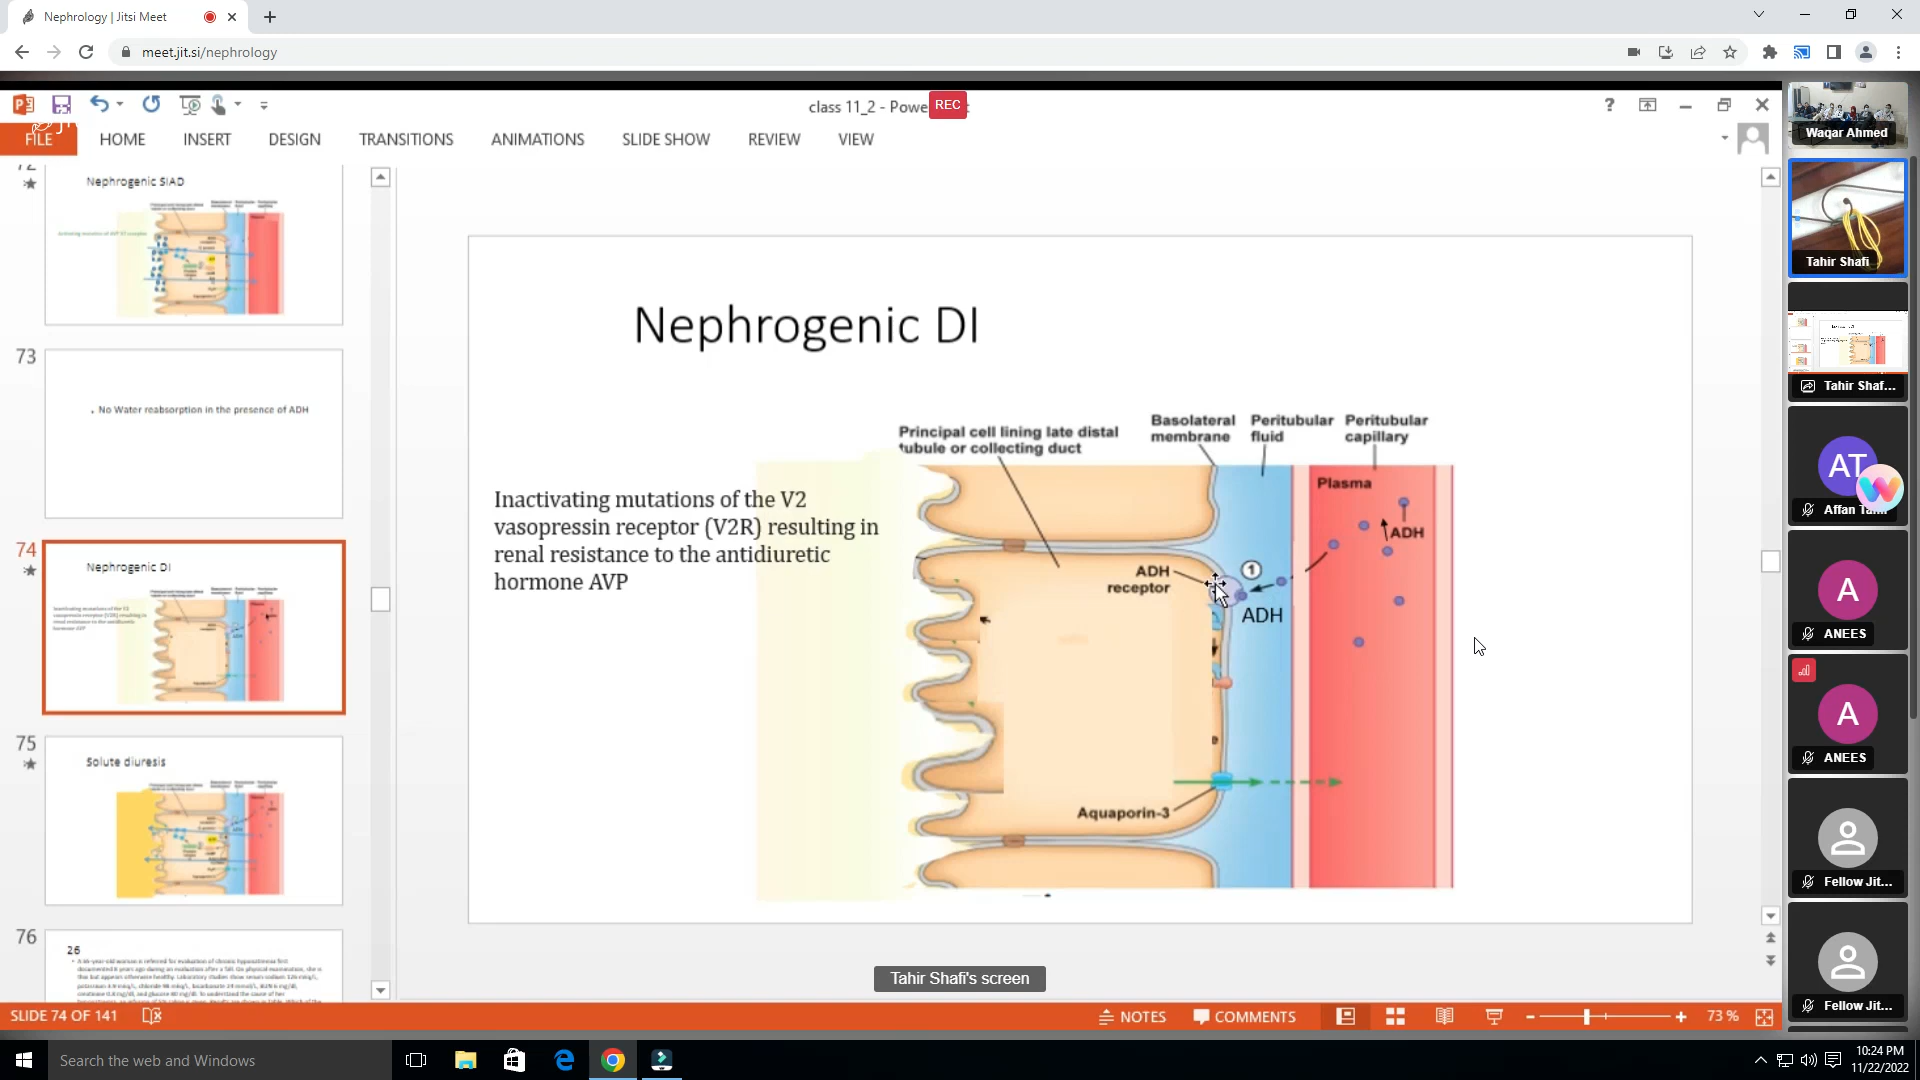 Nephrology | Jitsi Meet
meet.jit.si/nephrology
class 11_2 - Powe
REC
FILE HOME INSERT DESIGN TRANSITIONS ANIMATIONS SLIDE SHOW REVIEW VIEW
72
Nephrogenic SIAD
73
. No Water reabsorption in the presence of ADH
74
Nephrogenic DI
75
Solute diuresis
76
26
Nephrogenic DI
Inactivating mutations of the V2
vasopressin receptor (V2R) resulting in
renal resistance to the antidiuretic
hormone AVP
Principal cell lining late distal
tubule or collecting duct
Basolateral
membrane
Peritubular
fluid
Peritubular
capillary
Plasma
ADH
ADH
receptor
1
ADH
Aquaporin-3
Tahir Shafi's screen
Waqar Ahmed
Tahir Shafi
Tahir Shaf...
AT
Affan Tahir
A
ANEES
A
ANEES
Fellow Jit...
Fellow Jit...
SLIDE 74 OF 141
NOTES
COMMENTS
73 %
Search the web and Windows
10:24 PM
11/22/2022